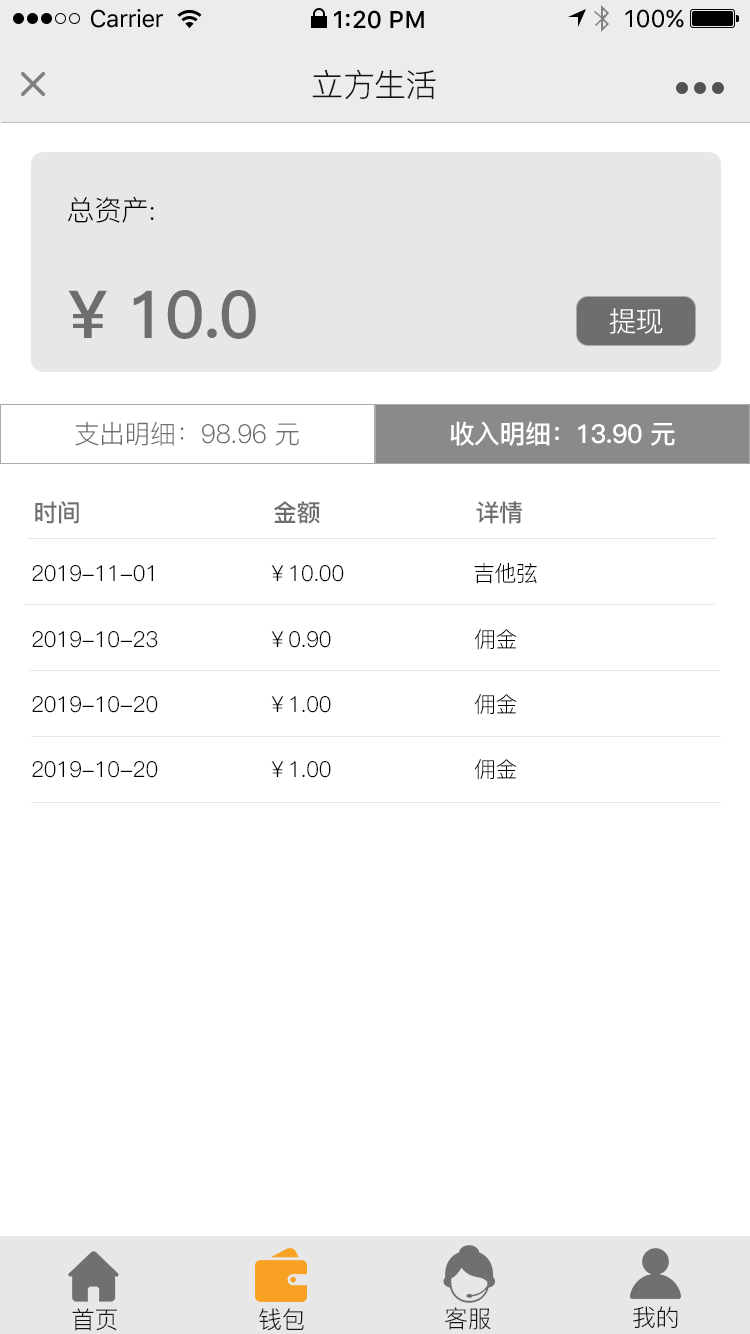 Carrier 1:20 PM 100%
立方生活
总资产:
¥ 10.0
提现
支出明细：98.96 元 收入明细：13.90 元
时间 金额 详情
2019-11-01 ¥10.00 吉他弦
2019-10-23 ¥0.90 佣金
2019-10-20 ¥1.00 佣金
2019-10-20 ¥1.00 佣金
首页 钱包 客服 我的